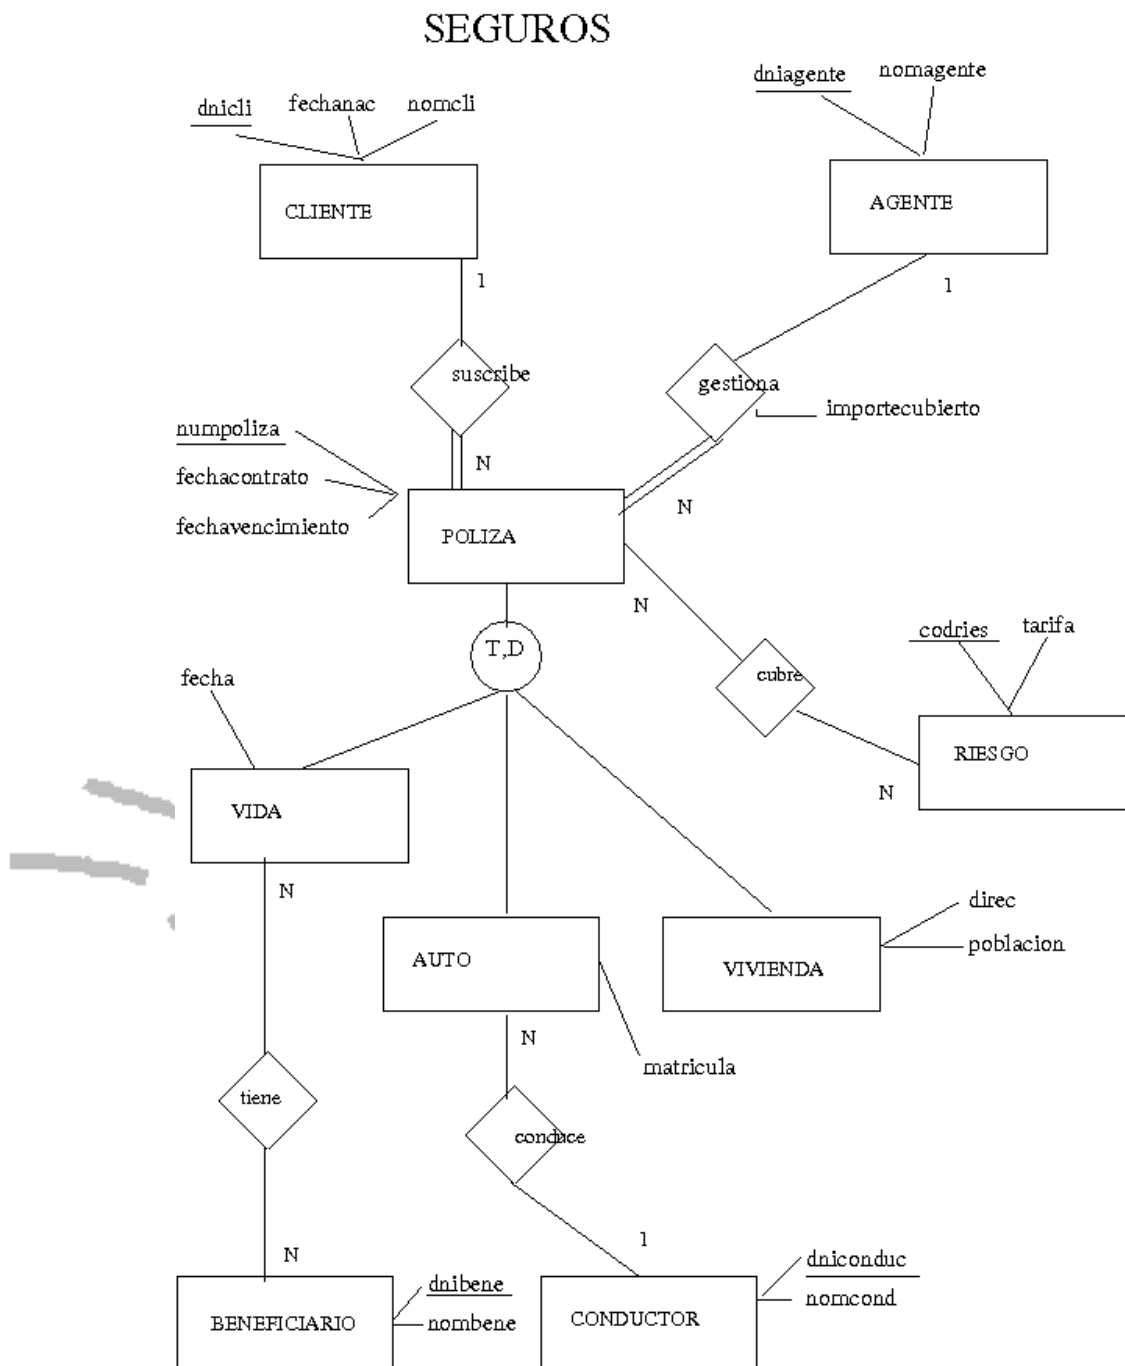 SEGUROS
dniagente
nomagente
dnicli
fechanac
nomcli
CLIENTE
AGENTE
1
1
suscribe
gestiona
importecubierto
numpoliza
N
fechacontrato
N
fechavencimiento
POLIZA
N
T,D
codries
tarifa
fecha
cubre
RIESGO
N
VIDA
N
direc
poblacion
AUTO
VIVIENDA
N
matricula
tiene
conduce
1
N
dnibene
nombene
BENEFICIARIO
CONDUCTOR
dniconduc
nomcond